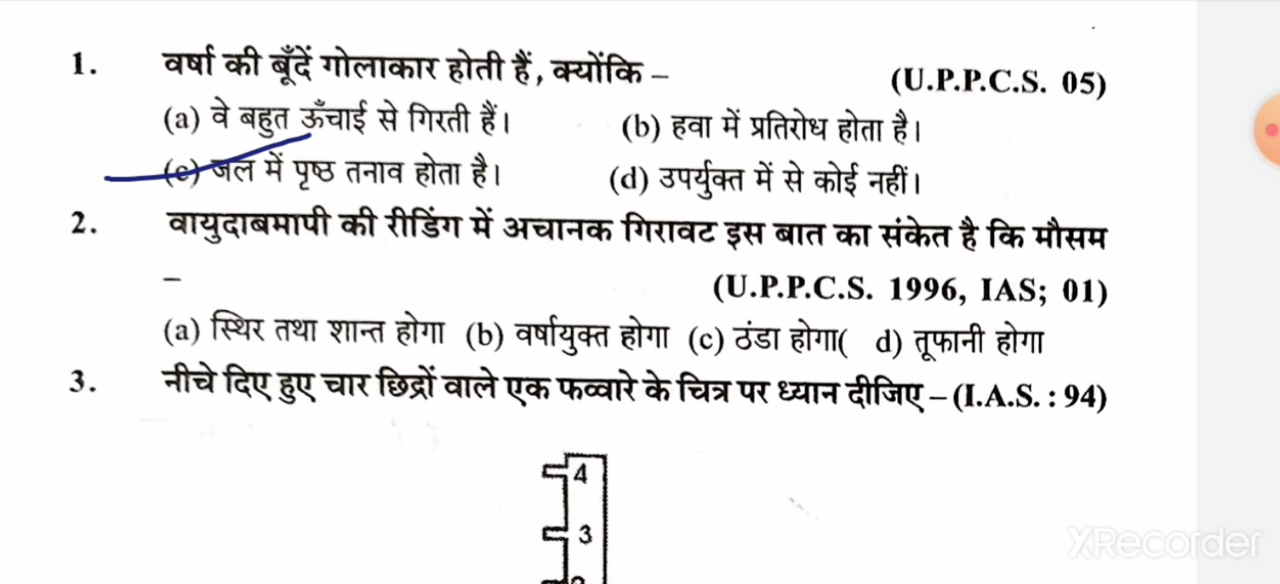 1. वर्षा की बूँदें गोलाकार होती हैं, क्योंकि – (U.P.P.C.S. 05)
(a) वे बहुत ऊँचाई से गिरती हैं। (b) हवा में प्रतिरोध होता है।
(c) जल में पृष्ठ तनाव होता है। (d) उपर्युक्त में से कोई नहीं।
2. वायुदाबमापी की रीडिंग में अचानक गिरावट इस बात का संकेत है कि मौसम
– (U.P.P.C.S. 1996, IAS; 01)
(a) स्थिर तथा शान्त होगा (b) वर्षायुक्त होगा (c) ठंडा होगा( d) तूफानी होगा
3. नीचे दिए हुए चार छिद्रों वाले एक फव्वारे के चित्र पर ध्यान दीजिए – (I.A.S. : 94)
4
3
XRecorder